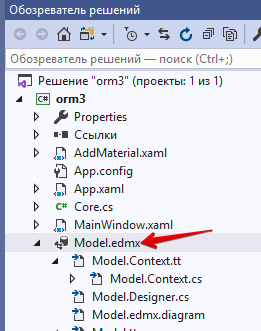 Обозреватель решений
Обозреватель решений — поиск (Ctrl+;)
Решение "orm3" (проекты: 1 из 1)
C# orm3
Properties
Ссылки
AddMaterial.xaml
App.config
App.xaml
C# Core.cs
MainWindow.xaml
Model.edmx
Model.Context.tt
Model.Context.cs
Model.Designer.cs
Model.edmx.diagram